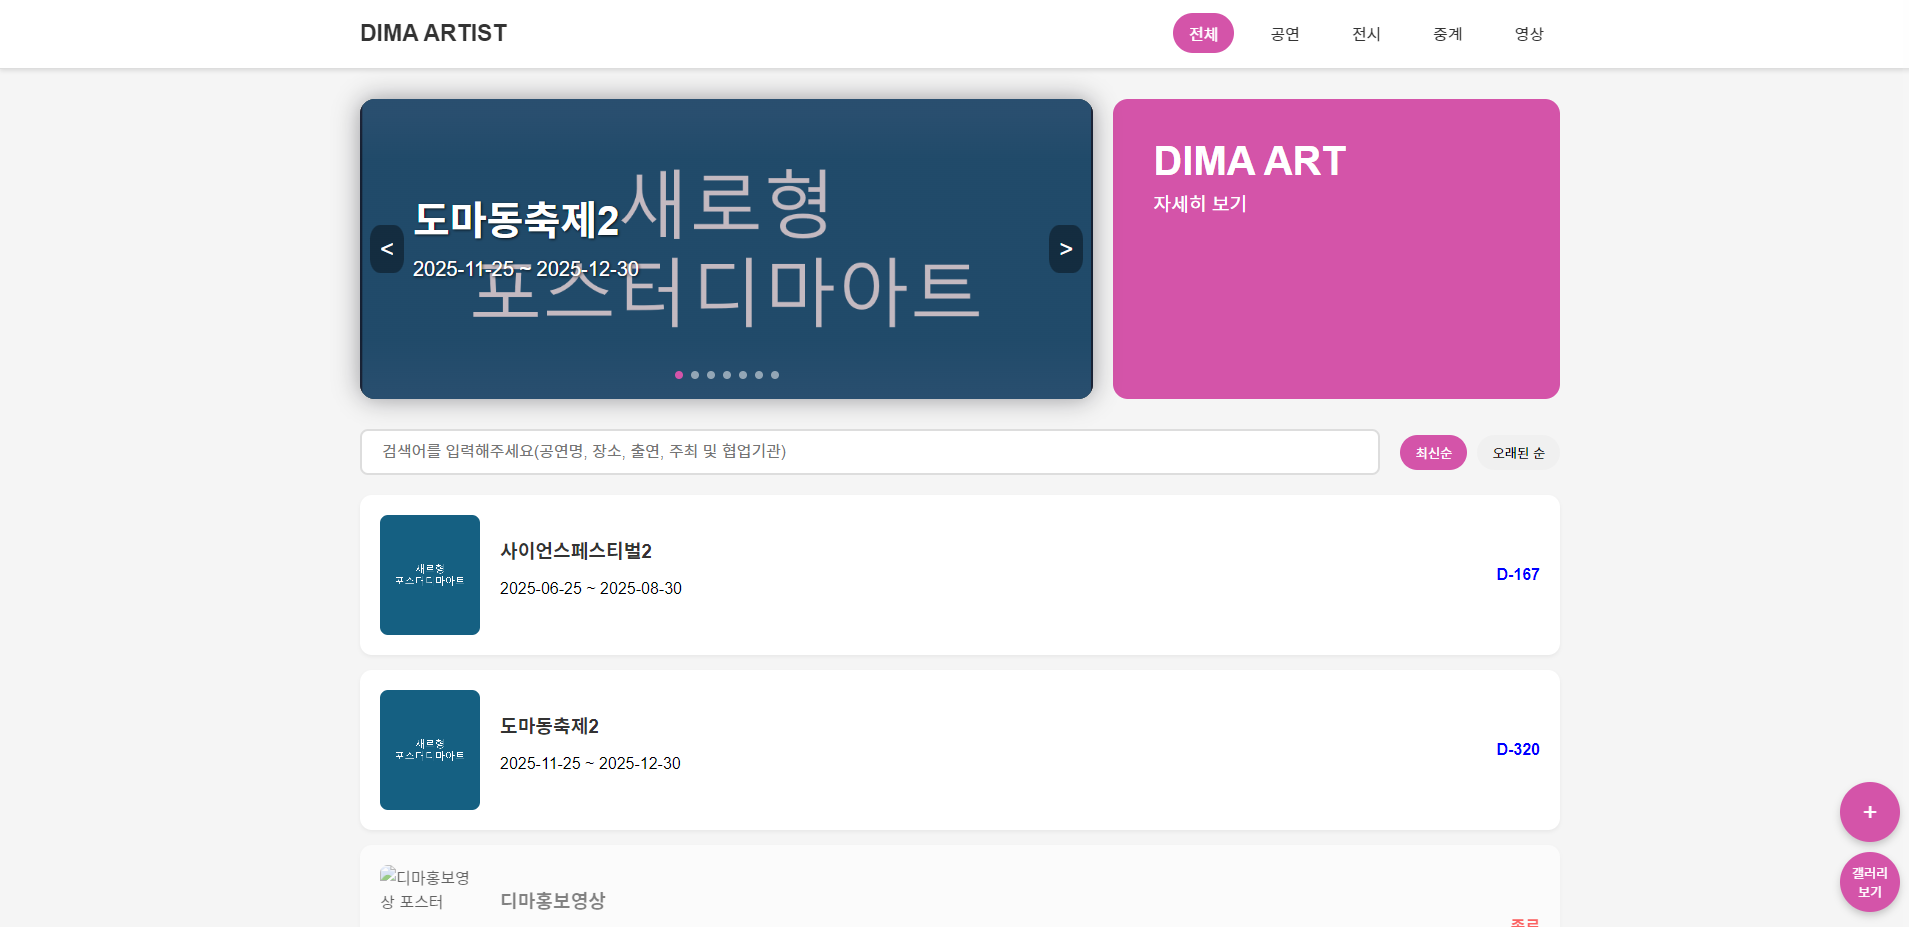 DIMA ARTIST
전체
공연
전시
중계
영상
새로형
포스터디마아트
도마동축제2
2025-11-25 ~ 2025-12-30
<
>
DIMA ART
자세히 보기
검색어를 입력해주세요(공연명, 장소, 출연, 주최 및 협업기관)
최신순
오래된 순
새로형
포스터디마아트
사이언스페스티벌2
2025-06-25 ~ 2025-08-30
D-167
새로형
포스터디마아트
도마동축제2
2025-11-25 ~ 2025-12-30
D-320
디마홍보영
상 포스터
디마홍보영상
종료
+
갤러리
보기